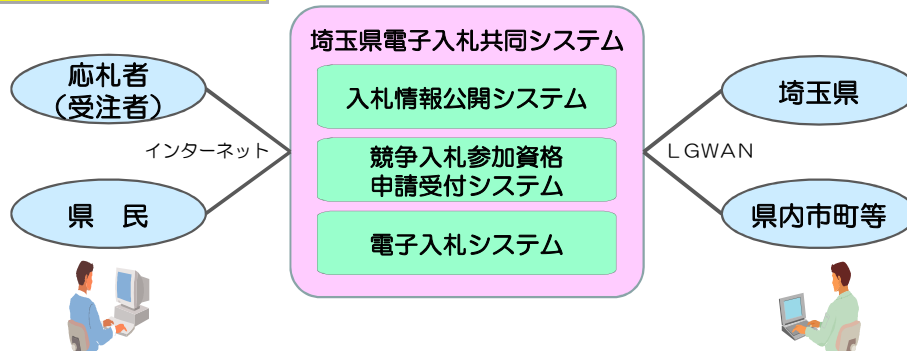 埼玉県電子入札共同システム
応札者
（受注者）
県　民
インターネット
入札情報公開システム
競争入札参加資格
申請受付システム
電子入札システム
ＬGWAN
埼玉県
県内市町等